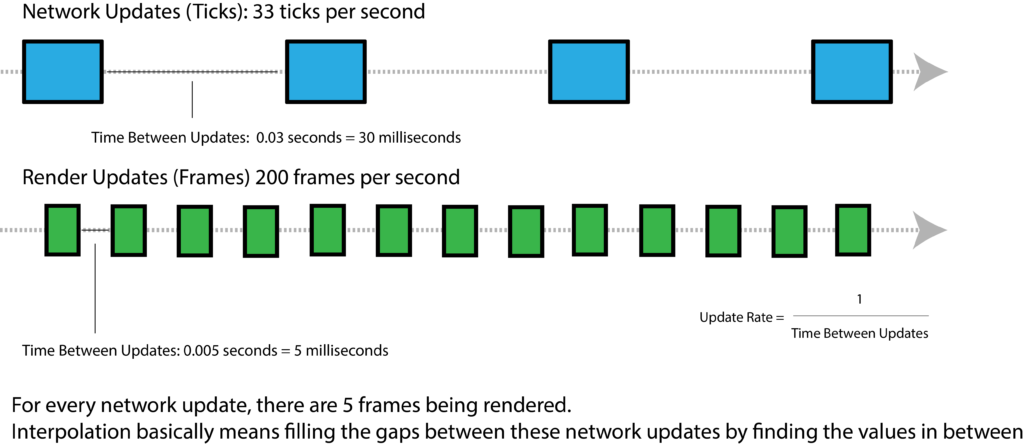 Network Updates (Ticks): 33 ticks per second
Time Between Updates:  0.03 seconds = 30 milliseconds
Render Updates (Frames) 200 frames per second
Update Rate =
1
Time Between Updates
Time Between Updates: 0.005 seconds = 5 milliseconds
For every network update, there are 5 frames being rendered.
Interpolation basically means filling the gaps between these network updates by finding the values in between